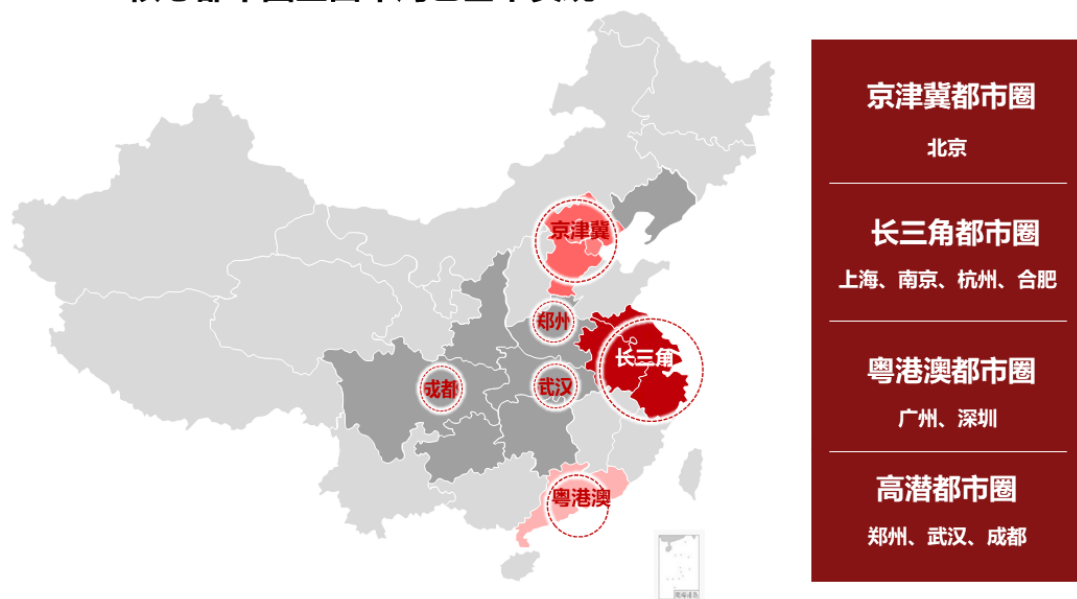 京津冀
郑州
长三角
成都
武汉
粤港澳
京津冀都市圈
北京
长三角都市圈
上海、南京、杭州、合肥
粤港澳都市圈
广州、深圳
高潜都市圈
郑州、武汉、成都